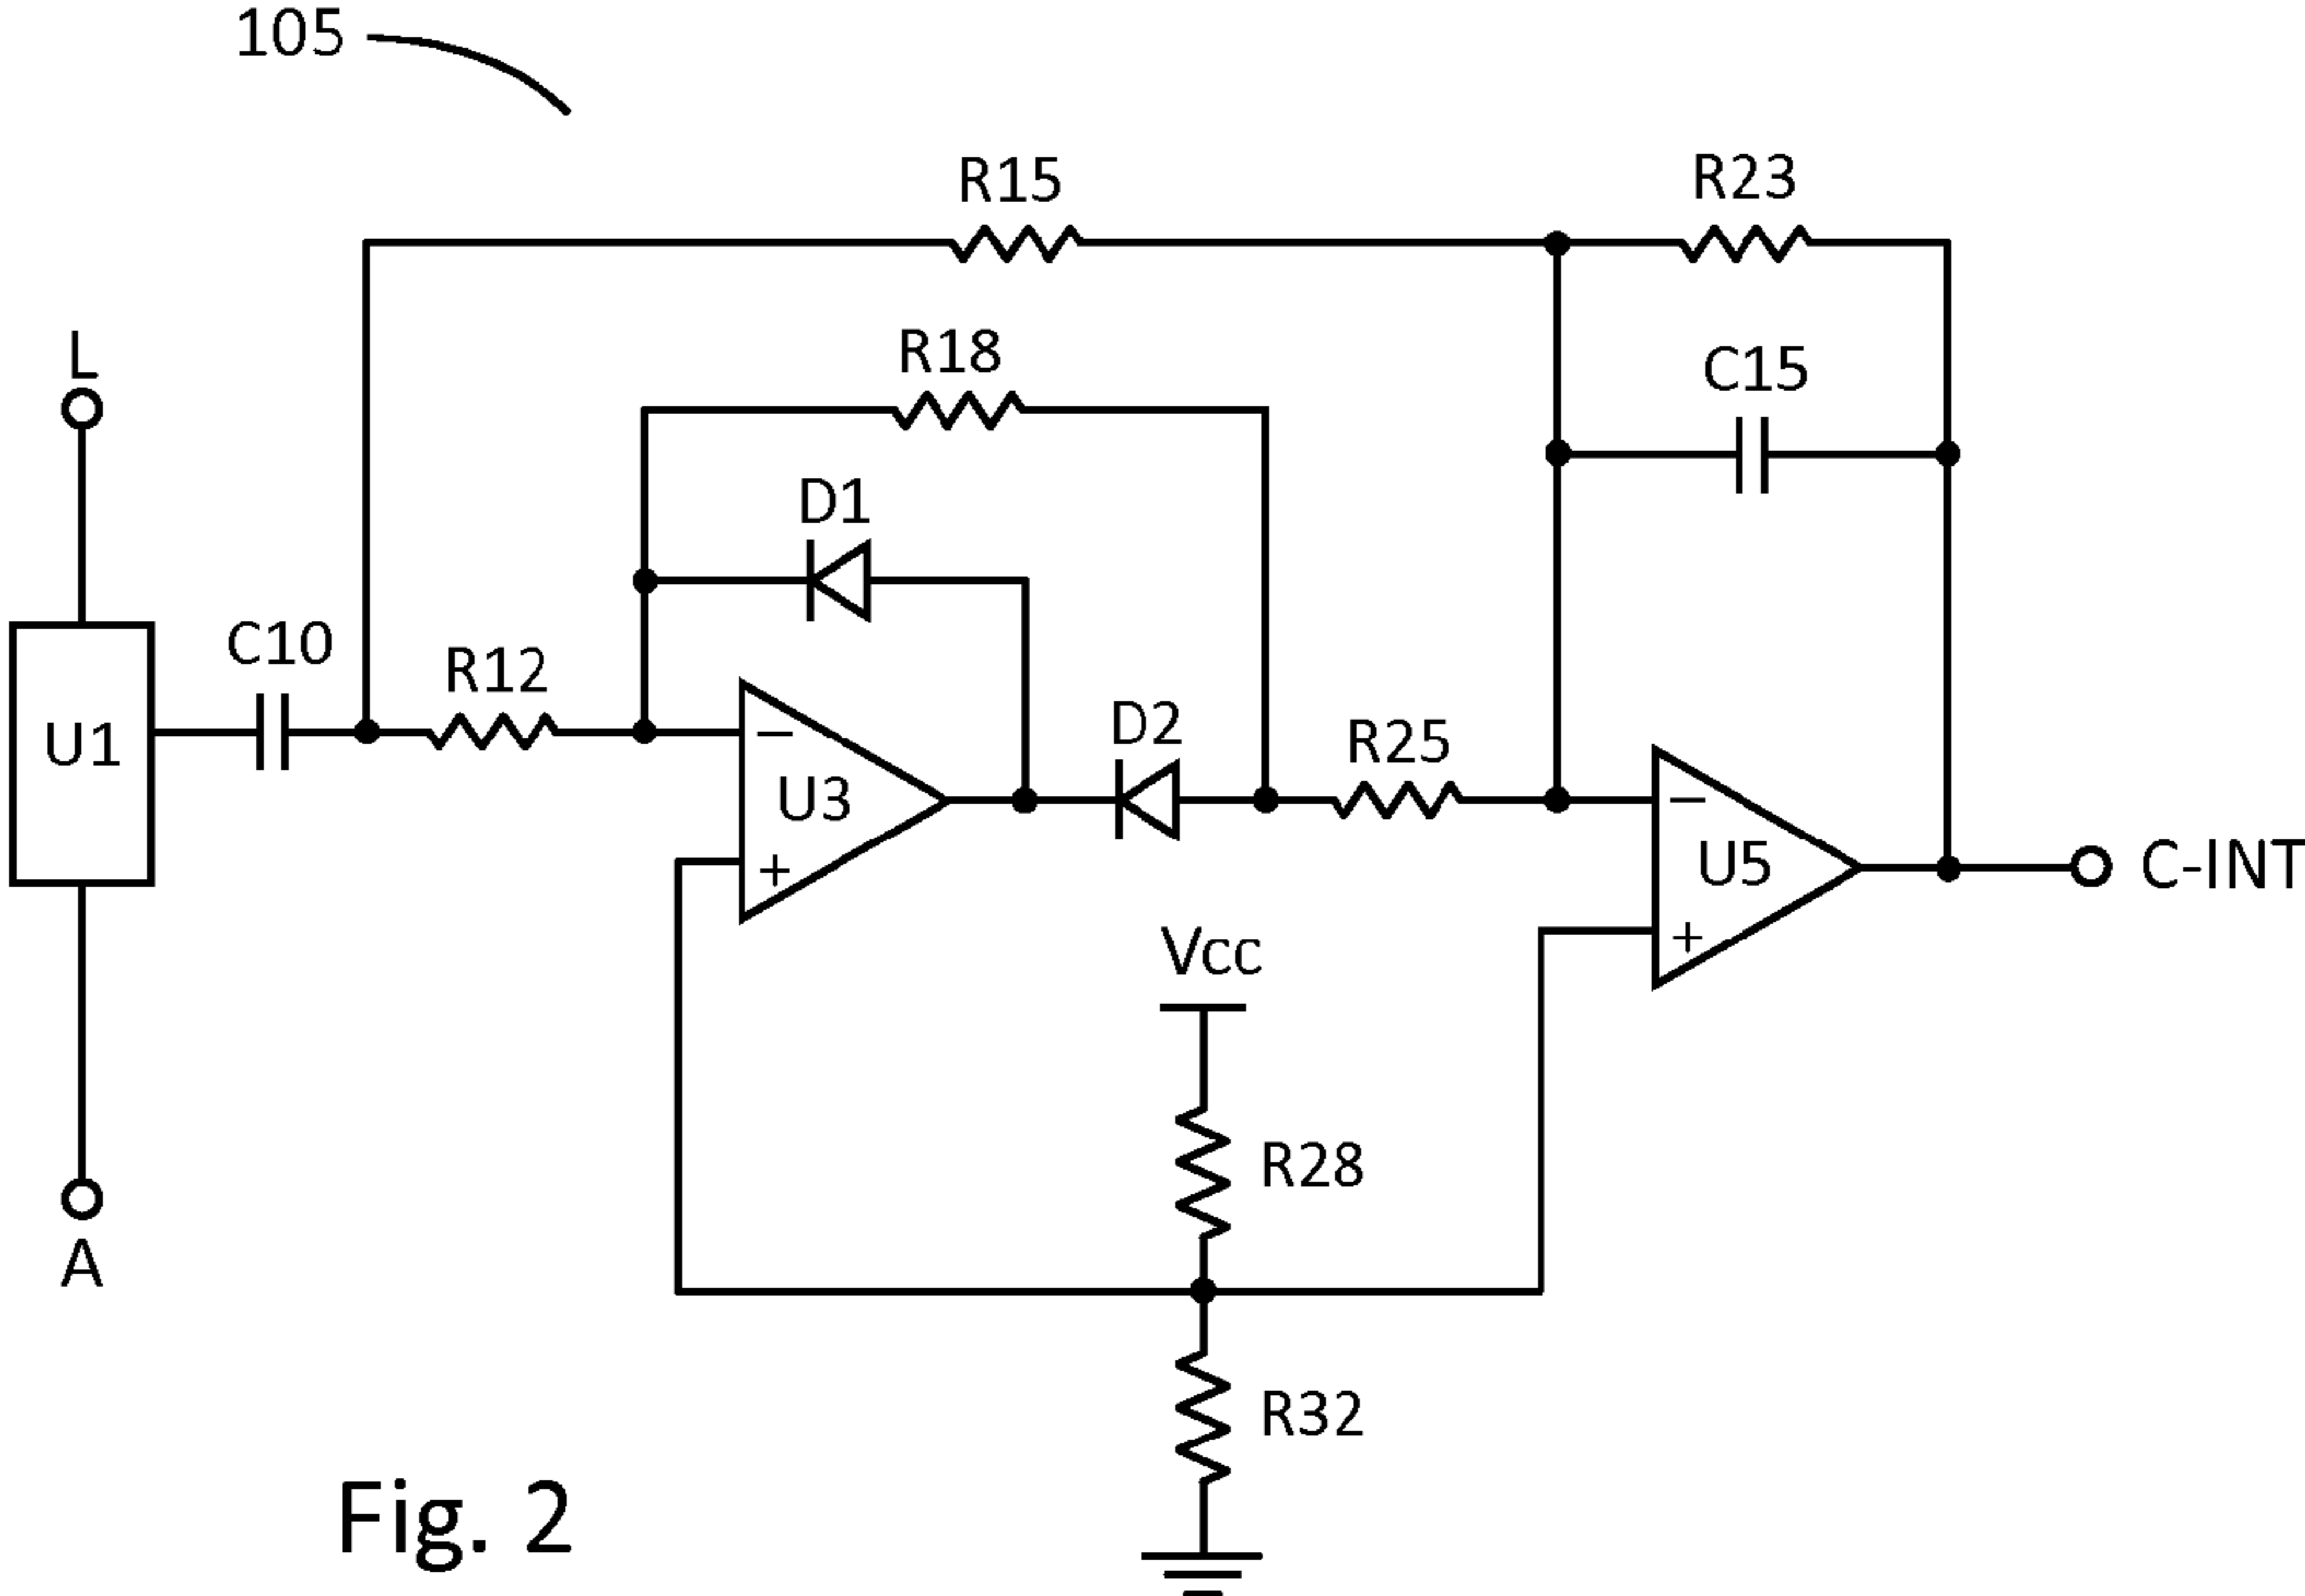 105
R15
R23
L
R18
C15
D1
C10
R12
U1
D2
R25
U3
−
+
U5
−
+
C-INT
Vcc
A
R28
R32
Fig. 2